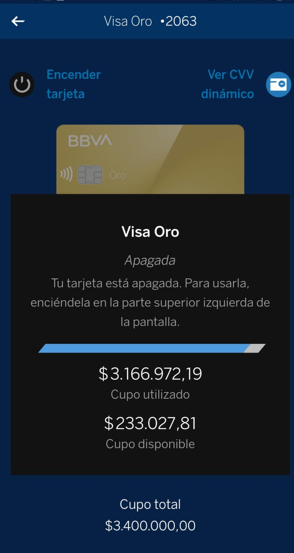 Visa Oro •2063
Encender
tarjeta
Ver CVV
dinámico
BBVA
Oro
Visa Oro
Apagada
Tu tarjeta está apagada. Para usarla,
enciéndela en la parte superior izquierda de
la pantalla.
$3.166.972,19
Cupo utilizado
$233.027,81
Cupo disponible
Cupo total
$3.400.000,00